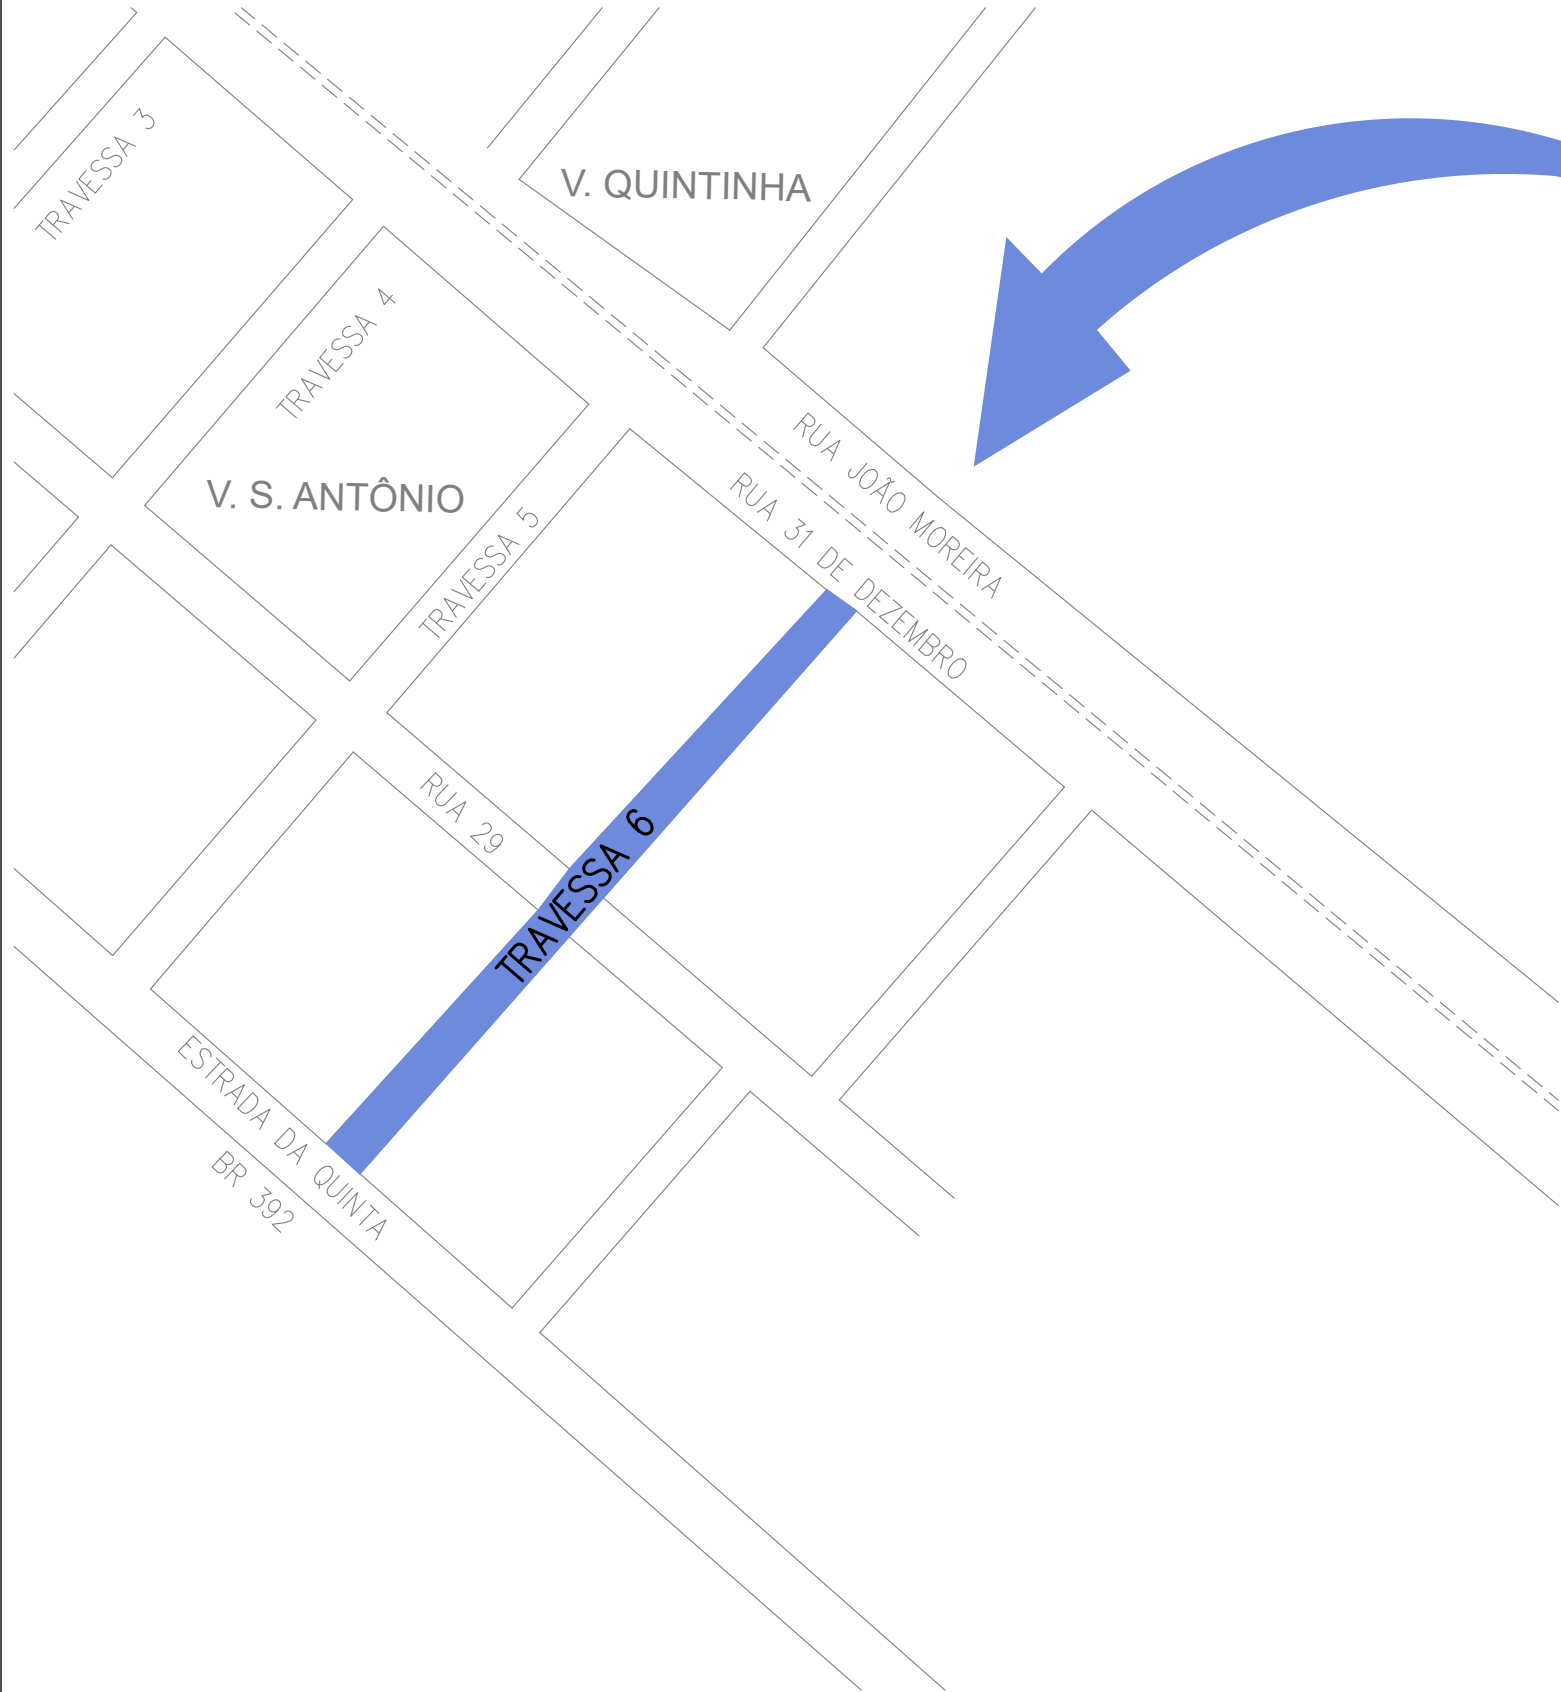 TRAVESSA 3
V. QUINTINHA
TRAVESSA 4
RUA JOÃO MOREIRA
V. S. ANTÔNIO
RUA 31 DE DEZEMBRO
TRAVESSA 5
RUA 29
TRAVESSA 6
ESTRADA DA QUINTA
BR 392